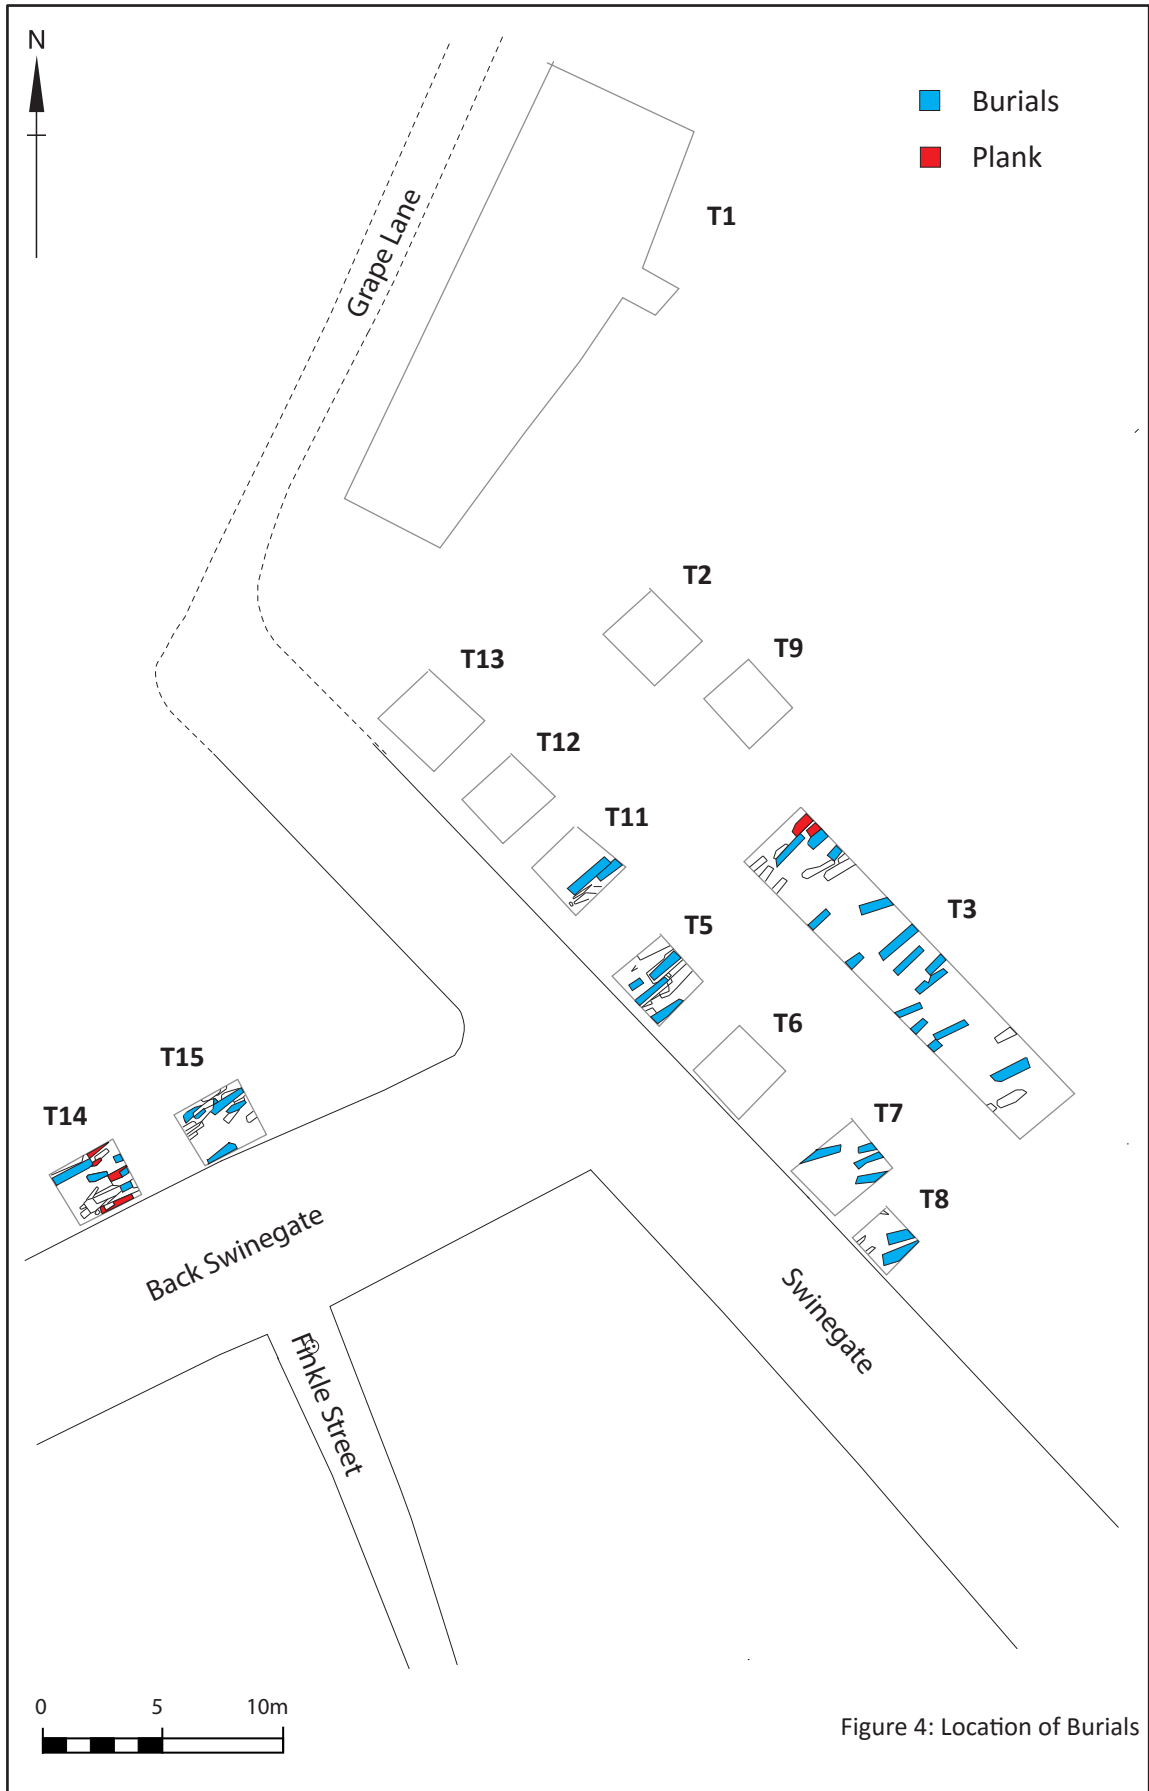 N
Burials
Plank
T1
Grape Lane
T2
T9
T13
T12
T11
T3
T5
T6
T15
T14
T7
T8
Back Swinegate
Swinegate
Finkle Street
0 5 10m
Figure 4: Location of Burials